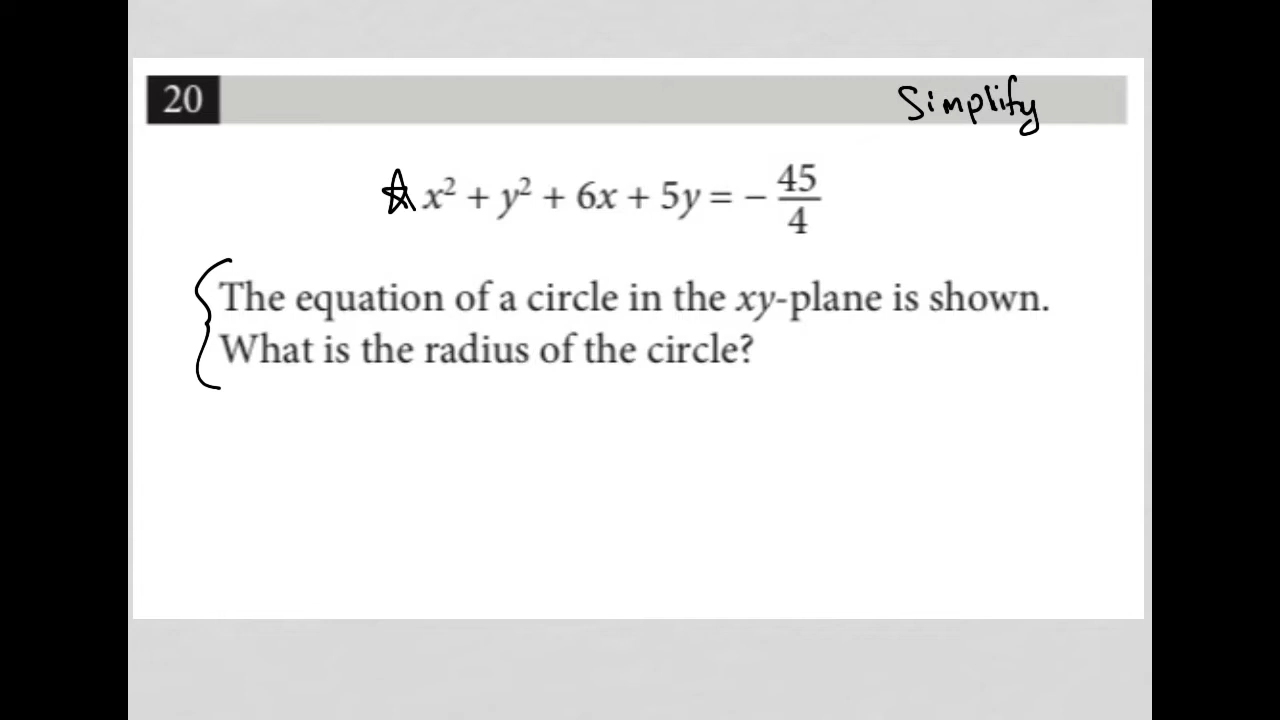 20
Simplify
x² + y² + 6x + 5y = − 45/4
The equation of a circle in the xy-plane is shown.
What is the radius of the circle?